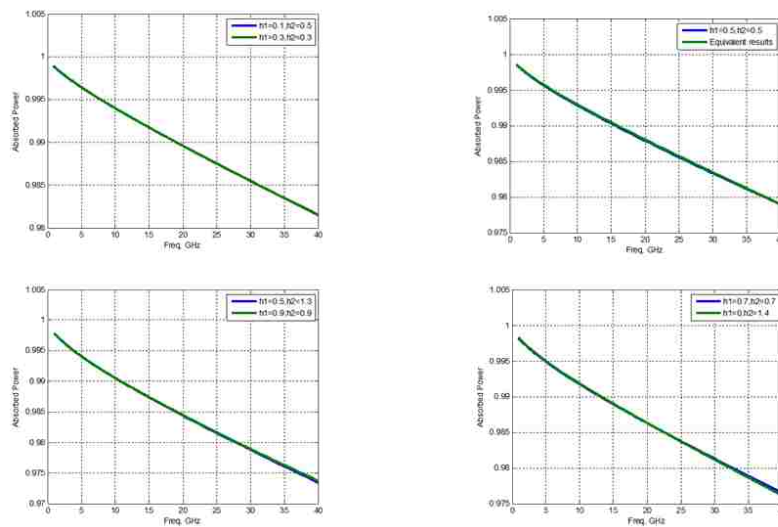 1.005
h1=0.1,h2=0.5
h1=0.3,h2=0.3
1
0.995
0.99
0.985
0.98
Absorbed Power
0 5 10 15 20 25 30 35 40
Freq, GHz
1.005
h1=0.5,h2=0.5
Equivalent results
1
0.995
0.99
0.985
0.98
0.975
Absorbed Power
0 5 10 15 20 25 30 35 40
Freq, GHz
1.005
h1=0.5,h2=1.3
h1=0.9,h2=0.9
1
0.995
0.99
0.985
0.98
0.975
0.97
Absorbed Power
0 5 10 15 20 25 30 35 40
Freq, GHz
1.005
h1=0.7,h2=0.7
h1=0,h2=1.4
1
0.995
0.99
0.985
0.98
0.975
Absorbed Power
0 5 10 15 20 25 30 35 40
Freq, GHz